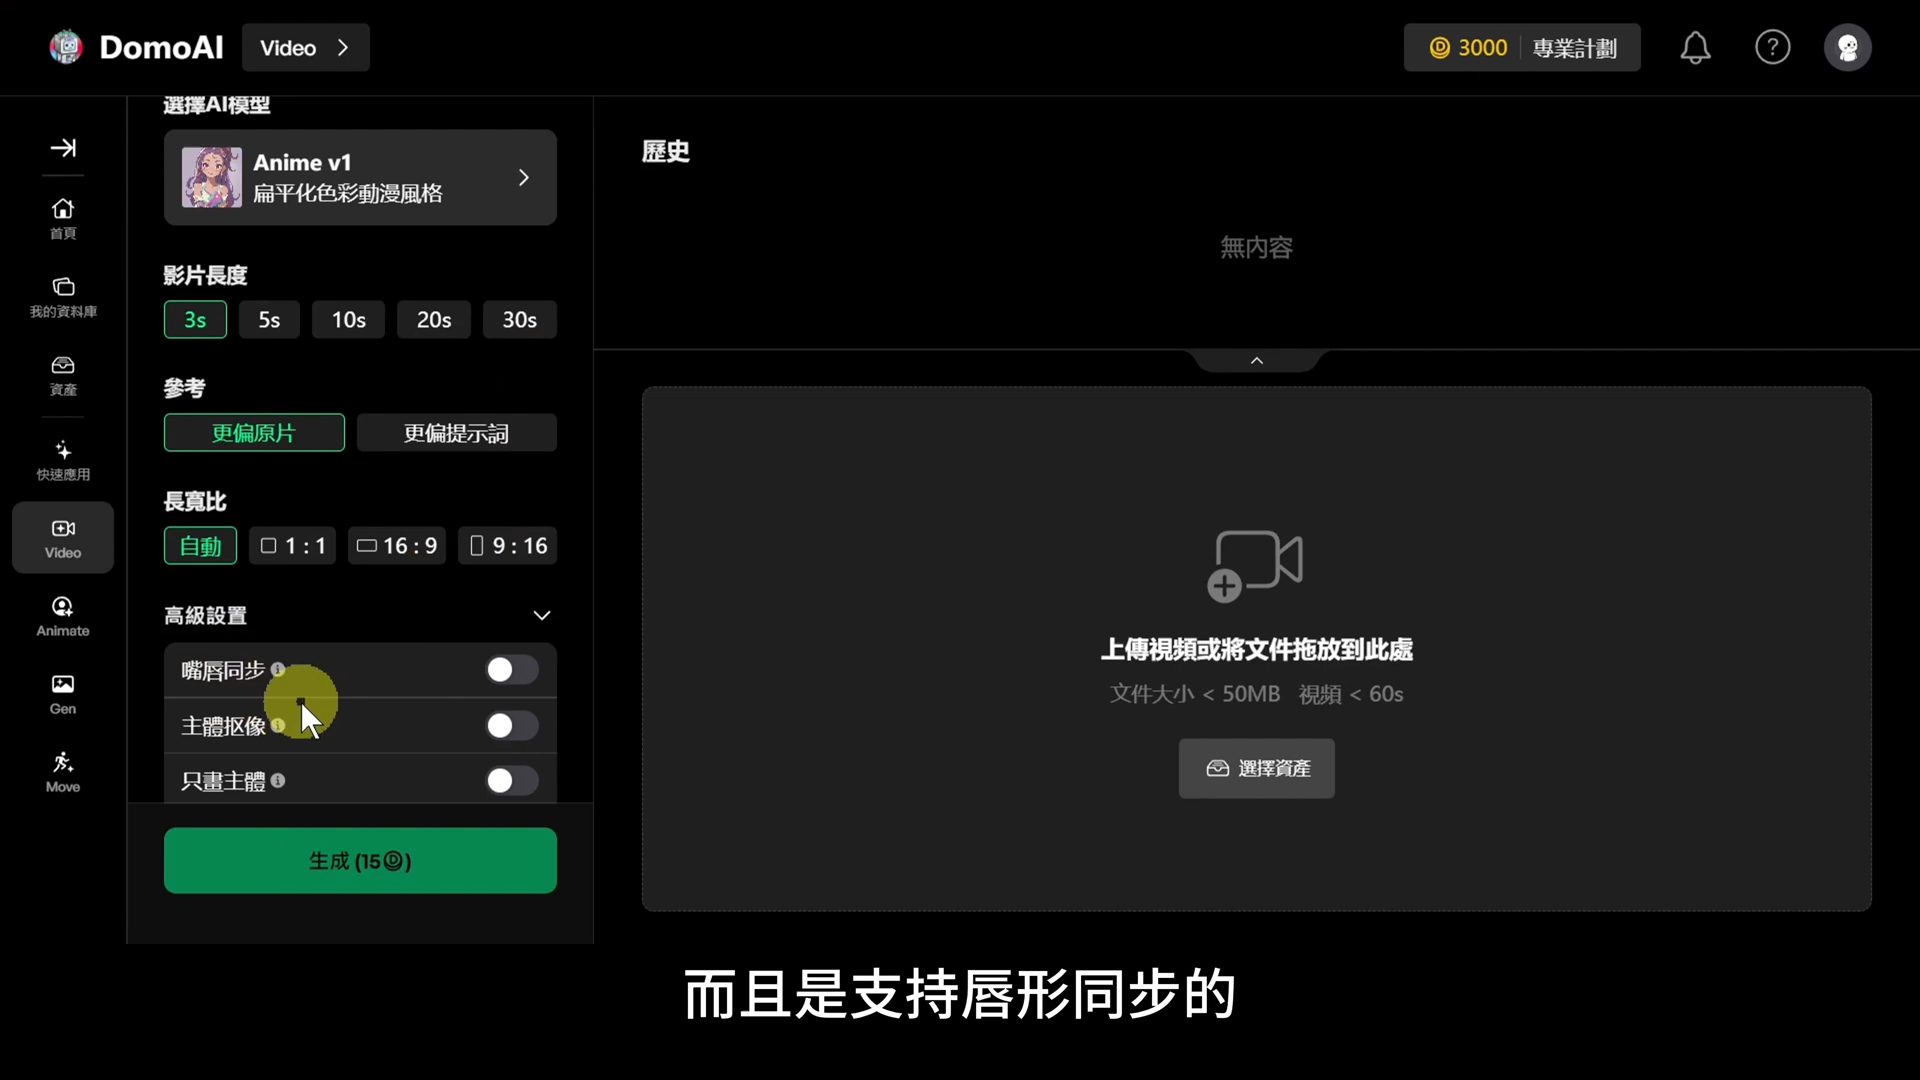 DomoAI
Video
3000
專業計劃
首頁
我的資料庫
資產
快速應用
Video
Animate
Gen
Move
選擇AI模型
Anime v1
扁平化色彩動漫風格
影片長度
3s 5s 10s 20s 30s
參考
更偏原片 更偏提示詞
長寬比
自動 1 : 1 16 : 9 9 : 16
高級設置
嘴唇同步
主體抠像
只畫主體
生成 (15)
歷史
無內容
上傳視頻或將文件拖放到此處
文件大小 < 50MB 視頻 < 60s
選擇資產
而且是支持唇形同步的